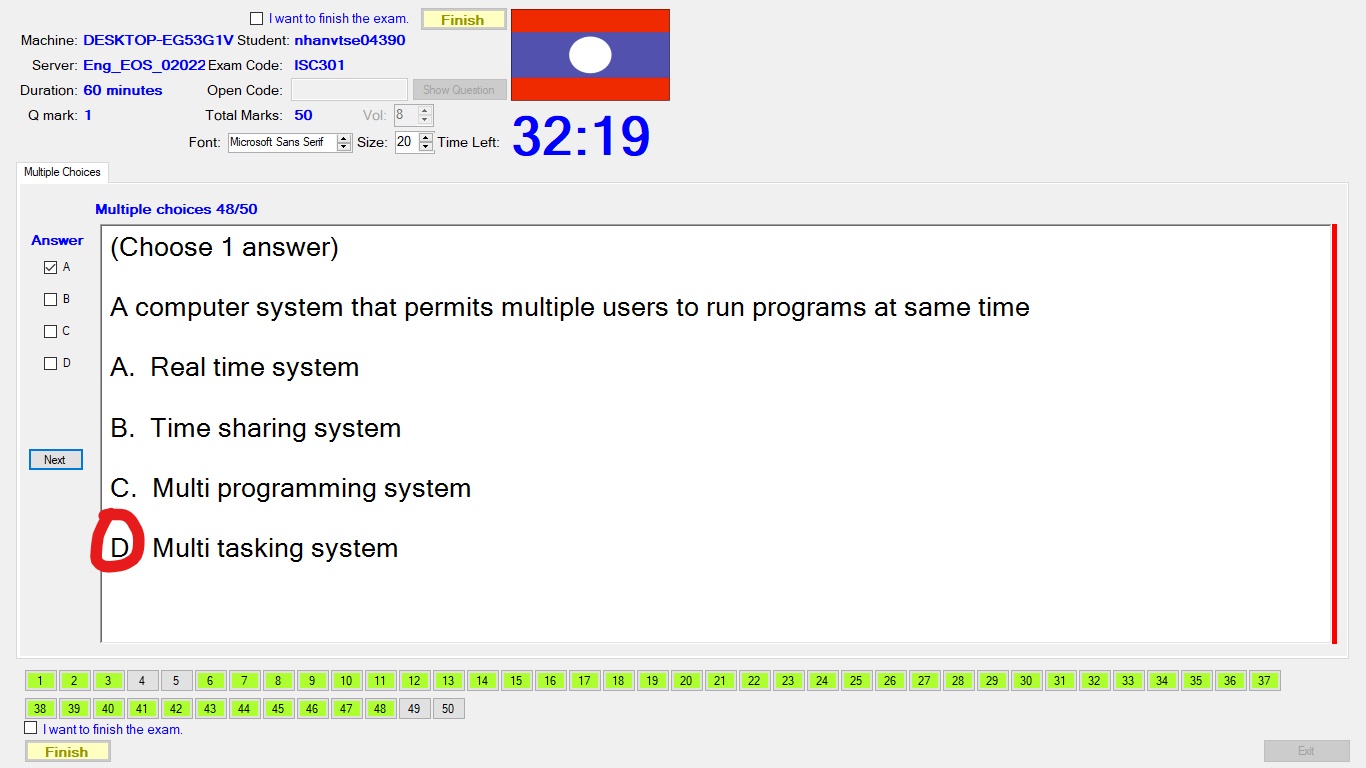 I want to finish the exam. Finish
Machine: DESKTOP-EG53G1V Student: nhanvtse04390
Server: Eng_EOS_02022 Exam Code: ISC301
Duration: 60 minutes Open Code: Show Question
Q mark: 1 Total Marks: 50 Vol: 8
Font: Microsoft Sans Serif Size: 20 Time Left: 32:19
Multiple Choices
Multiple choices 48/50
Answer
A
B
C
D
Next
(Choose 1 answer)
A computer system that permits multiple users to run programs at same time
A. Real time system
B. Time sharing system
C. Multi programming system
D. Multi tasking system
1 2 3 4 5 6 7 8 9 10 11 12 13 14 15 16 17 18 19 20 21 22 23 24 25 26 27 28 29 30 31 32 33 34 35 36 37
38 39 40 41 42 43 44 45 46 47 48 49 50
I want to finish the exam.
Finish Exit